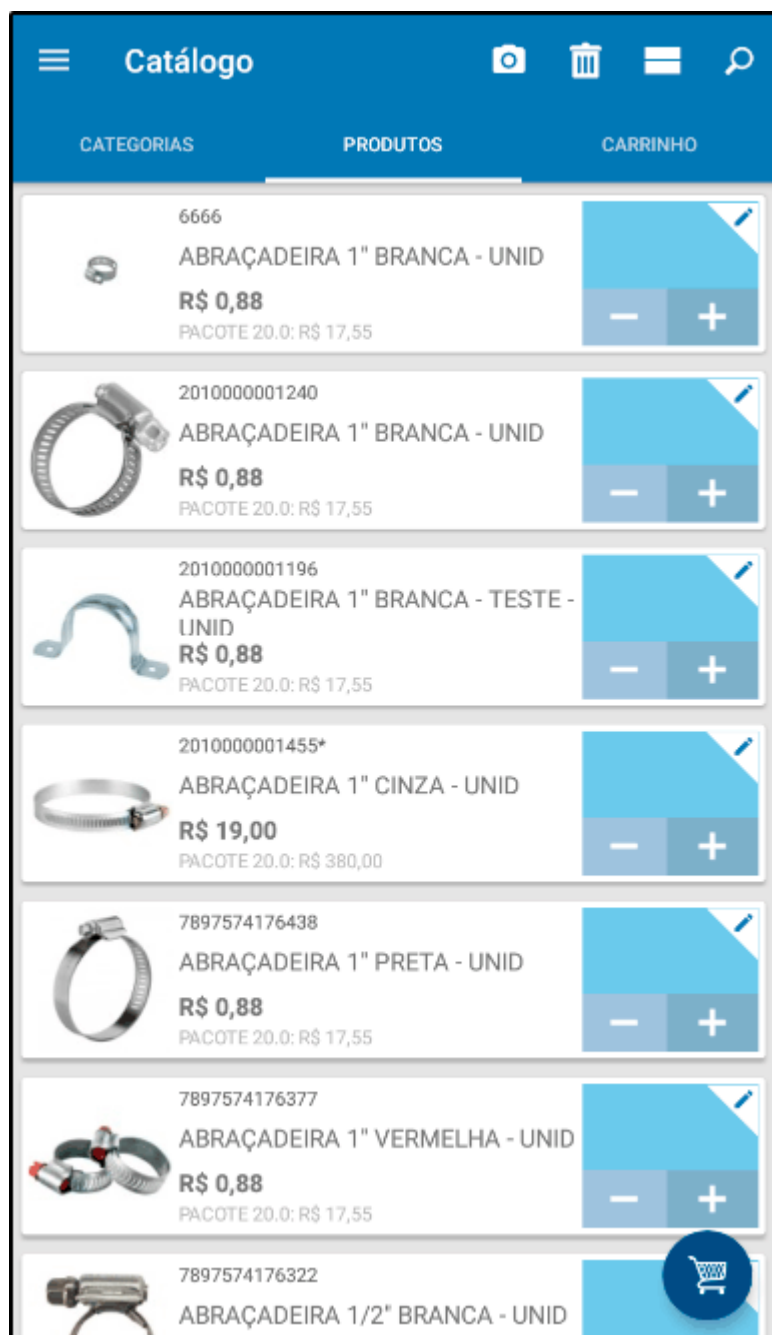 Catálogo
CATEGORIAS PRODUTOS CARRINHO
6666
ABRAÇADEIRA 1" BRANCA - UNID
R$ 0,88
PACOTE 20.0: R$ 17,55
2010000001240
ABRAÇADEIRA 1" BRANCA - UNID
R$ 0,88
PACOTE 20.0: R$ 17,55
2010000001196
ABRAÇADEIRA 1" BRANCA - TESTE -
UNID
R$ 0,88
PACOTE 20.0: R$ 17,55
2010000001455*
ABRAÇADEIRA 1" CINZA - UNID
R$ 19,00
PACOTE 20.0: R$ 380,00
7897574176438
ABRAÇADEIRA 1" PRETA - UNID
R$ 0,88
PACOTE 20.0: R$ 17,55
7897574176377
ABRAÇADEIRA 1" VERMELHA - UNID
R$ 0,88
PACOTE 20.0: R$ 17,55
7897574176322
ABRAÇADEIRA 1/2" BRANCA - UNID